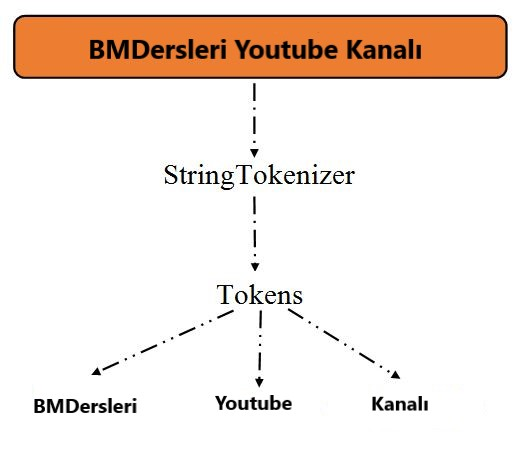 BMDersleri Youtube Kanalı
StringTokenizer
Tokens
BMDersleri Youtube Kanalı